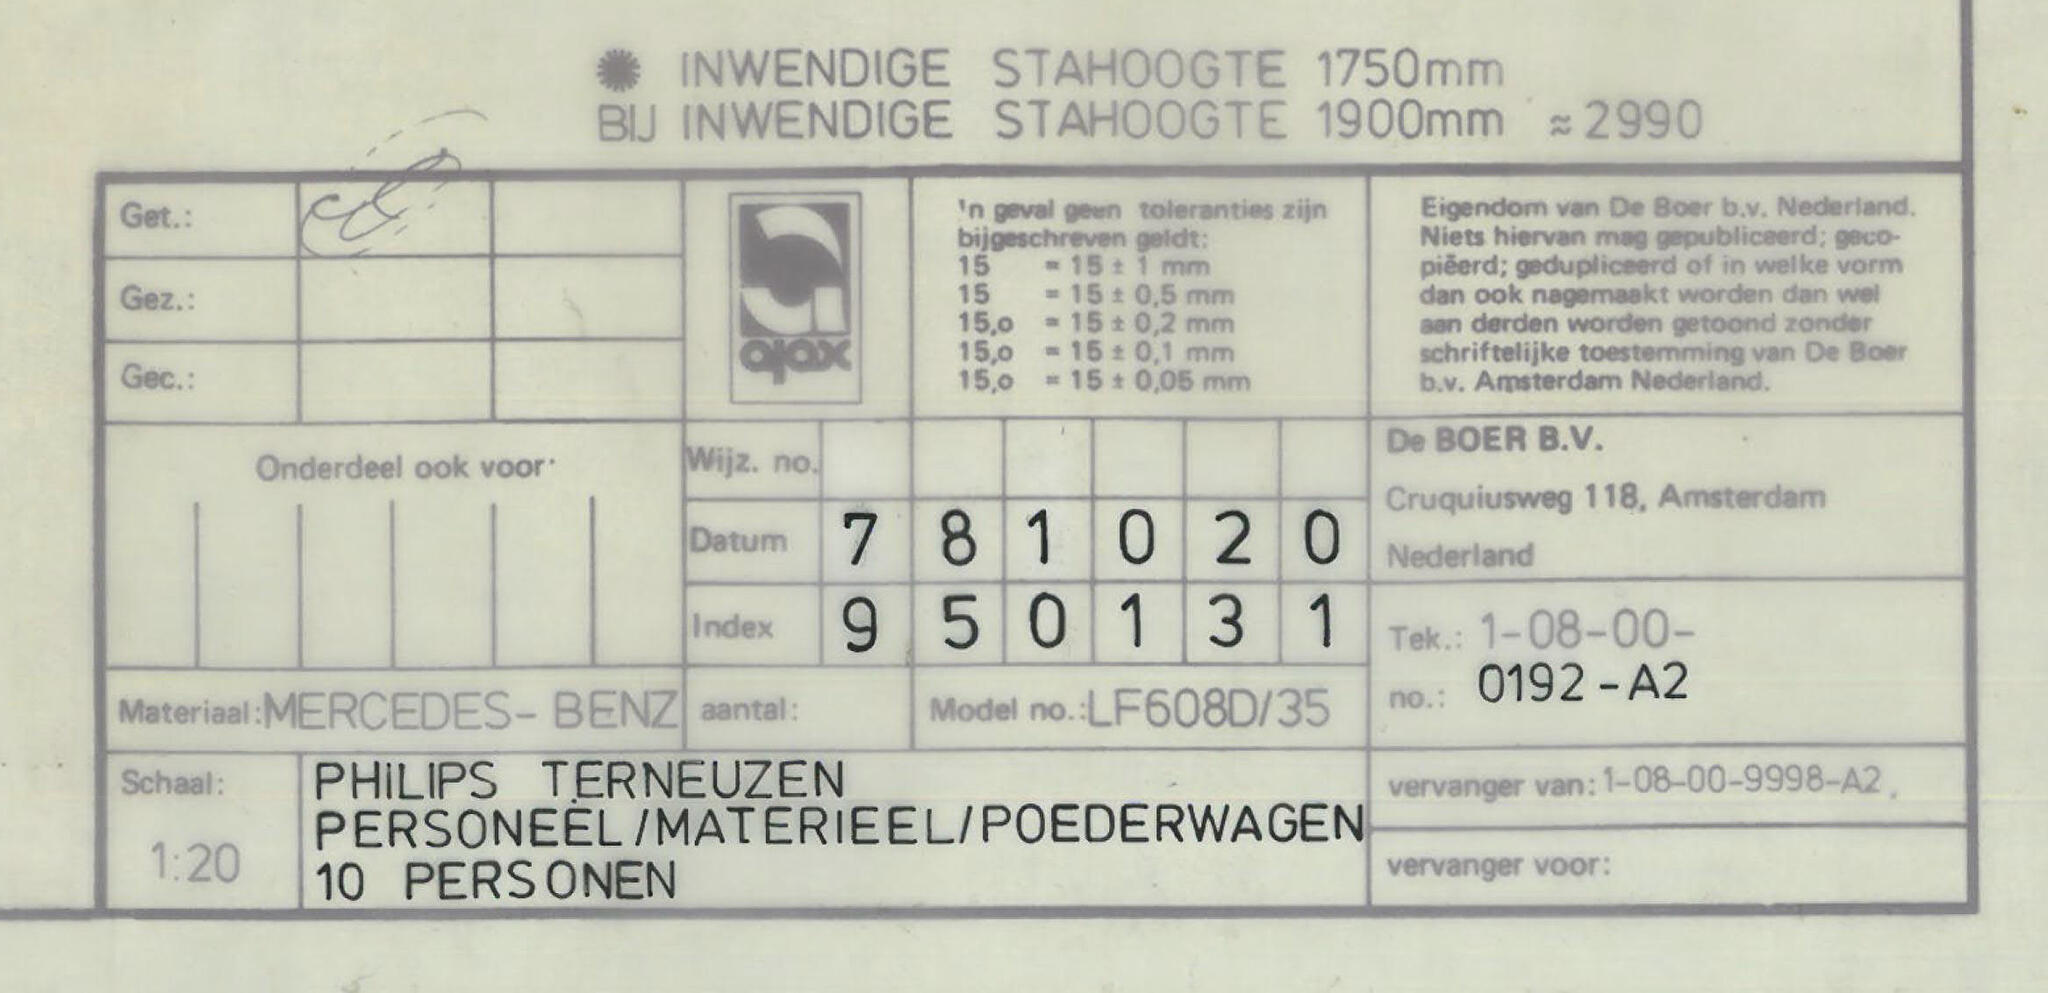 ✺ INWENDIGE STAHOOGTE 1750mm
BIJ INWENDIGE STAHOOGTE 1900mm ≈2990
Get.:
Gez.:
Gec.:
ajax
'n geval geen toleranties zijn
bijgeschreven geldt:
15 = 15 ± 1 mm
15 = 15 ± 0,5 mm
15,o = 15 ± 0,2 mm
15,o = 15 ± 0,1 mm
15,o = 15 ± 0,05 mm
Eigendom van De Boer b.v. Nederland.
Niets hiervan mag gepubliceerd; geco-
piëerd; gedupliceerd of in welke vorm
dan ook nagemaakt worden dan wel
aan derden worden getoond zonder
schriftelijke toestemming van De Boer
b.v. Amsterdam Nederland.
Onderdeel ook voor:
Wijz. no.
Datum 7 8 1 0 2 0
Index 9 5 0 1 3 1
De BOER B.V.
Cruquiusweg 118, Amsterdam
Nederland
Tek.: 1-08-00-
no.: 0192-A2
Materiaal: MERCEDES-BENZ
aantal:
Model no.: LF608D/35
Schaal:
1:20
PHILIPS TERNEUZEN
PERSONEEL/MATERIEEL/POEDERWAGEN
10 PERSONEN
vervanger van: 1-08-00-9998-A2.
vervanger voor: